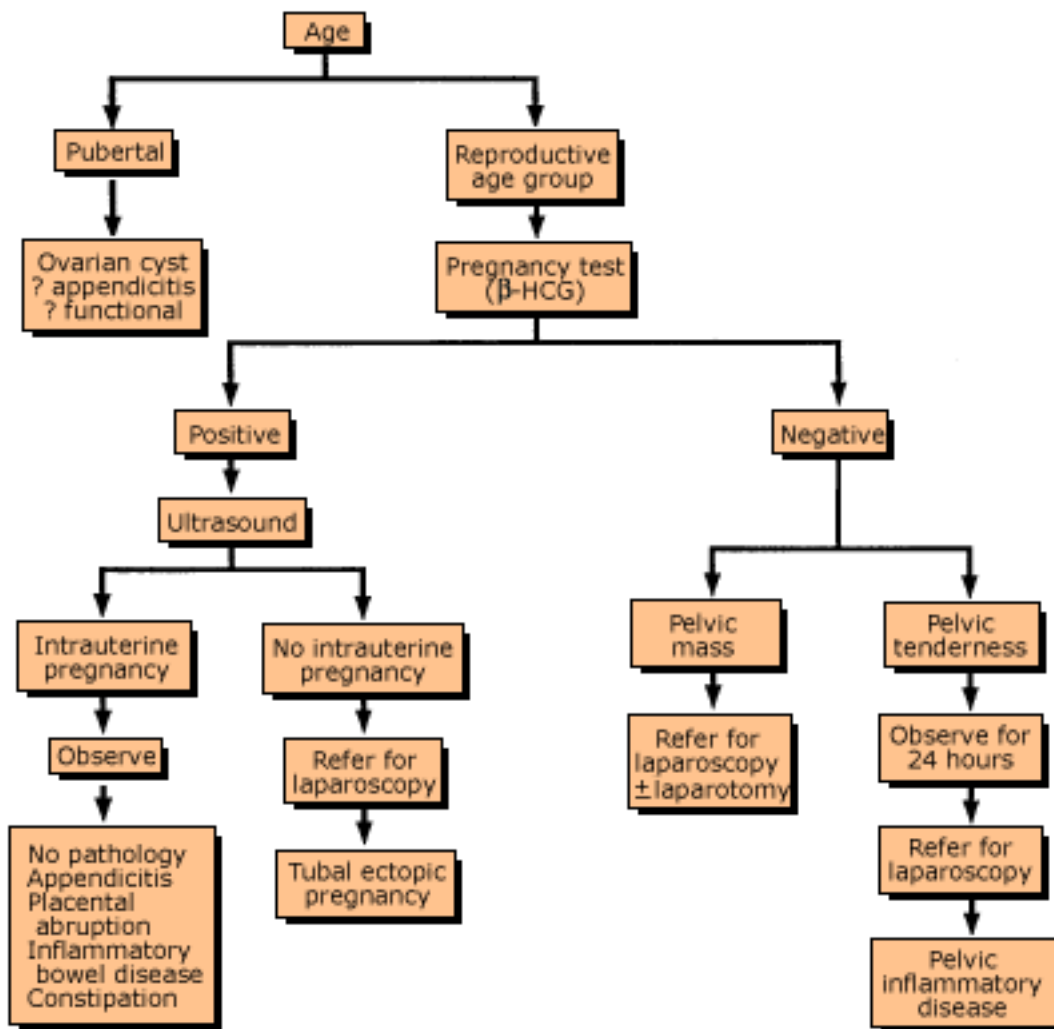 Age
Pubertal
Reproductive
age group
Ovarian cyst
? appendicitis
? functional
Pregnancy test
(β-HCG)
Positive
Negative
Ultrasound
Intrauterine
pregnancy
No intrauterine
pregnancy
Pelvic
mass
Pelvic
tenderness
Observe
Refer for
laparoscopy
Refer for
laparoscopy
±laparotomy
Observe for
24 hours
No pathology
Appendicitis
Placental
abruption
Inflammatory
bowel disease
Constipation
Tubal ectopic
pregnancy
Refer for
laparoscopy
Pelvic
inflammatory
disease